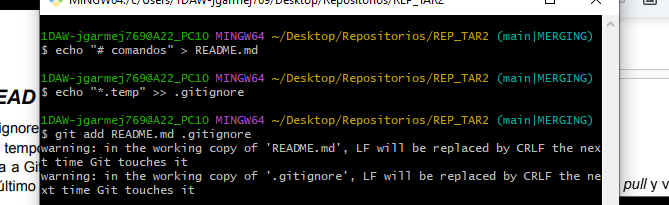 MINGW64:/c/Users/1DAW-jgarmej769/Desktop/Repositorios/REP_TAR2
1DAW-jgarmej769@A22_PC10 MINGW64 ~/Desktop/Repositorios/REP_TAR2 (main|MERGING)
$ echo "# comandos" > README.md
1DAW-jgarmej769@A22_PC10 MINGW64 ~/Desktop/Repositorios/REP_TAR2 (main|MERGING)
$ echo "*.temp" >> .gitignore
1DAW-jgarmej769@A22_PC10 MINGW64 ~/Desktop/Repositorios/REP_TAR2 (main|MERGING)
$ git add README.md .gitignore
warning: in the working copy of 'README.md', LF will be replaced by CRLF the nex
t time Git touches it
warning: in the working copy of '.gitignore', LF will be replaced by CRLF the ne
xt time Git touches it
EAD
ignore
tempo
a a Gi
último
pull y v